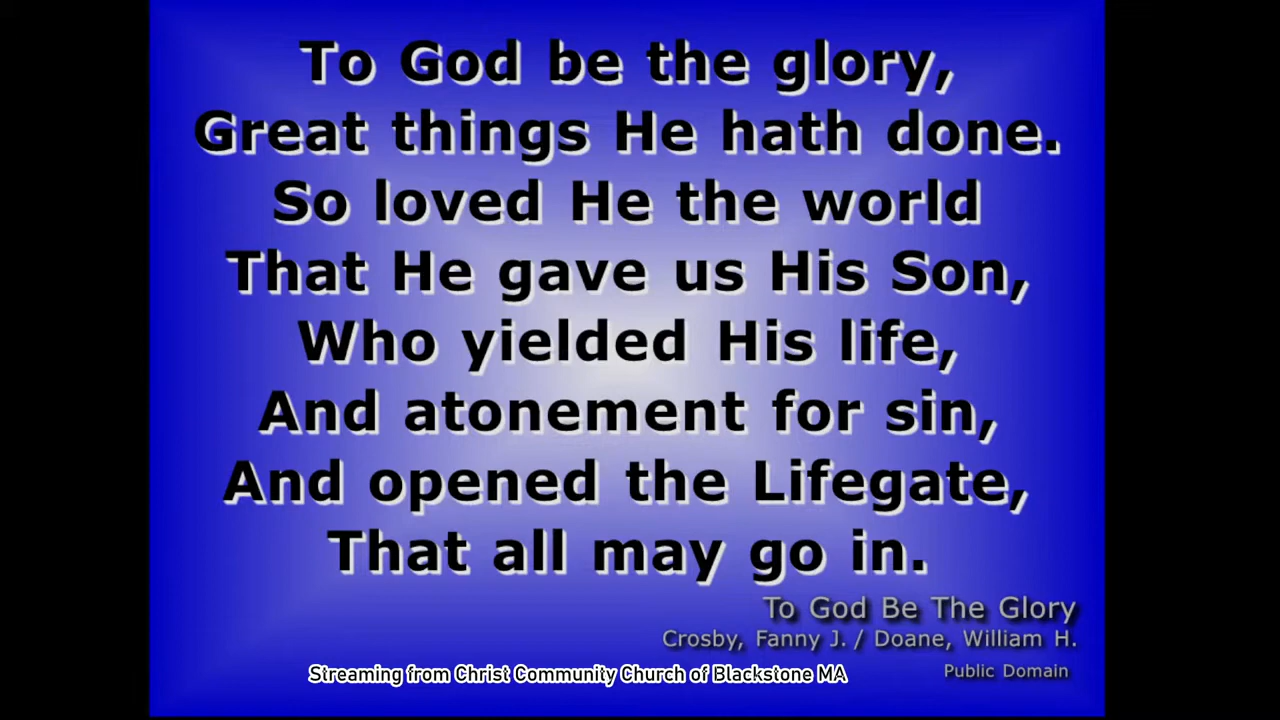 To God be the glory,
Great things He hath done.
So loved He the world
That He gave us His Son,
Who yielded His life,
And atonement for sin,
And opened the Lifegate,
That all may go in.
To God Be The Glory
Crosby, Fanny J. / Doane, William H.
Streaming from Christ Community Church of Blackstone MA
Public Domain